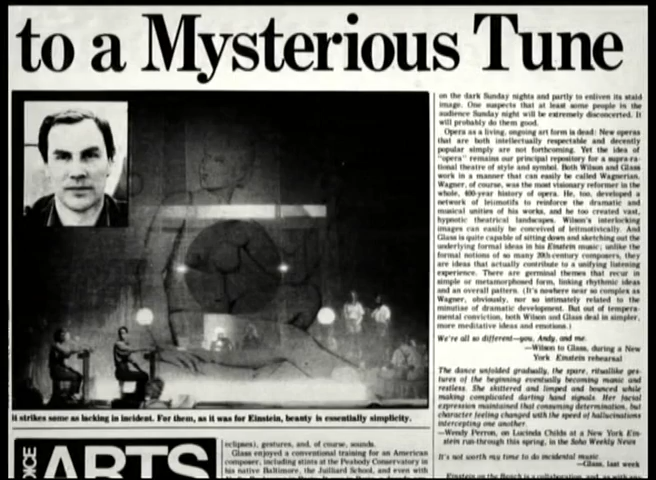 to a Mysterious Tune
it strikes some as lacking in incident. For them, as it was for Einstein, beauty is essentially simplicity.
on the dark Sunday nights and partly to enliven its staid
image. One suspects that at least some people in the
audience Sunday night will be extremely disconcerted. It
will probably do them good.
Opera as a living, ongoing art form is dead: New operas
that are both intellectually respectable and decently
popular simply are not forthcoming. Yet the idea of
"opera" remains our principal repository for a supra-ra-
tional theatre of style and symbol. Both Wilson and Glass
work in a manner that can easily be called Wagnerian.
Wagner, of course, was the most visionary reformer in the
whole, 400-year history of opera. He, too, developed a
network of leitmotifs to reinforce the dramatic and
musical unities of his works, and he too created vast,
hypnotic theatrical landscapes. Wilson's interlocking
images can easily be conceived of leitmotivically. And
Glass is quite capable of sitting down and sketching out the
underlying formal ideas in his Einstein music; unlike the
formal notions of so many 20th century composers, they
are ideas that actually contribute to a unifying listening
experience. There are germinal themes that recur in
simple or metamorphosed form, linking rhythmic ideas
and an overall pattern. (It's nowhere near so complex as
Wagner, obviously, nor so intimately related to the
minutiae of dramatic development. But out of tempera-
mental conviction, both Wilson and Glass deal in simpler,
more meditative ideas and emotions.)
We're all so different—you, Andy, and me.
—Wilson to Glass, during a New
York Einstein rehearsal
The dance unfolded gradually, the spare, rituallike ges-
tures of the beginning eventually becoming manic and
restless. She skittered and limped and bounced while
making complicated darting hand signals. Her facial
expression maintained that consuming determination, but
character feeling changed with the speed of hallucinations
intercepting one another.
—Wendy Perron, on Lucinda Childs at a New York Ein-
stein run-through this spring, in the Soho Weekly News
It's not worth my time to do incidental music.
—Glass, last week
Einstein on the Beach is a collaboration, and, as with any
OICE
ARTS
eclipses), gestures, and, of course, sounds.
Glass enjoyed a conventional training for an American
composer, including stints at the Peabody Conservatory in
his native Baltimore, the Juilliard School, and even with